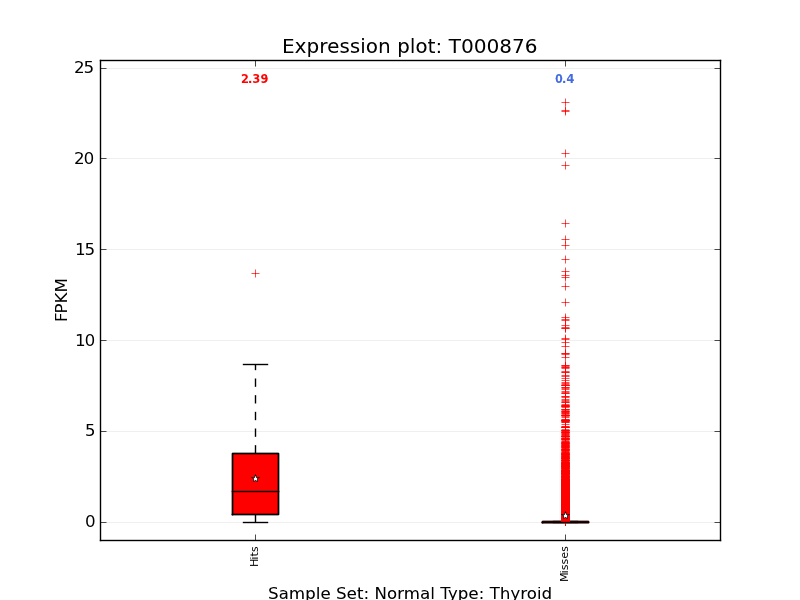 Expression plot: T000876
2.39
0.4
25
20
15
10
5
0
FPKM
Hits
Misses
Sample Set: Normal Type: Thyroid